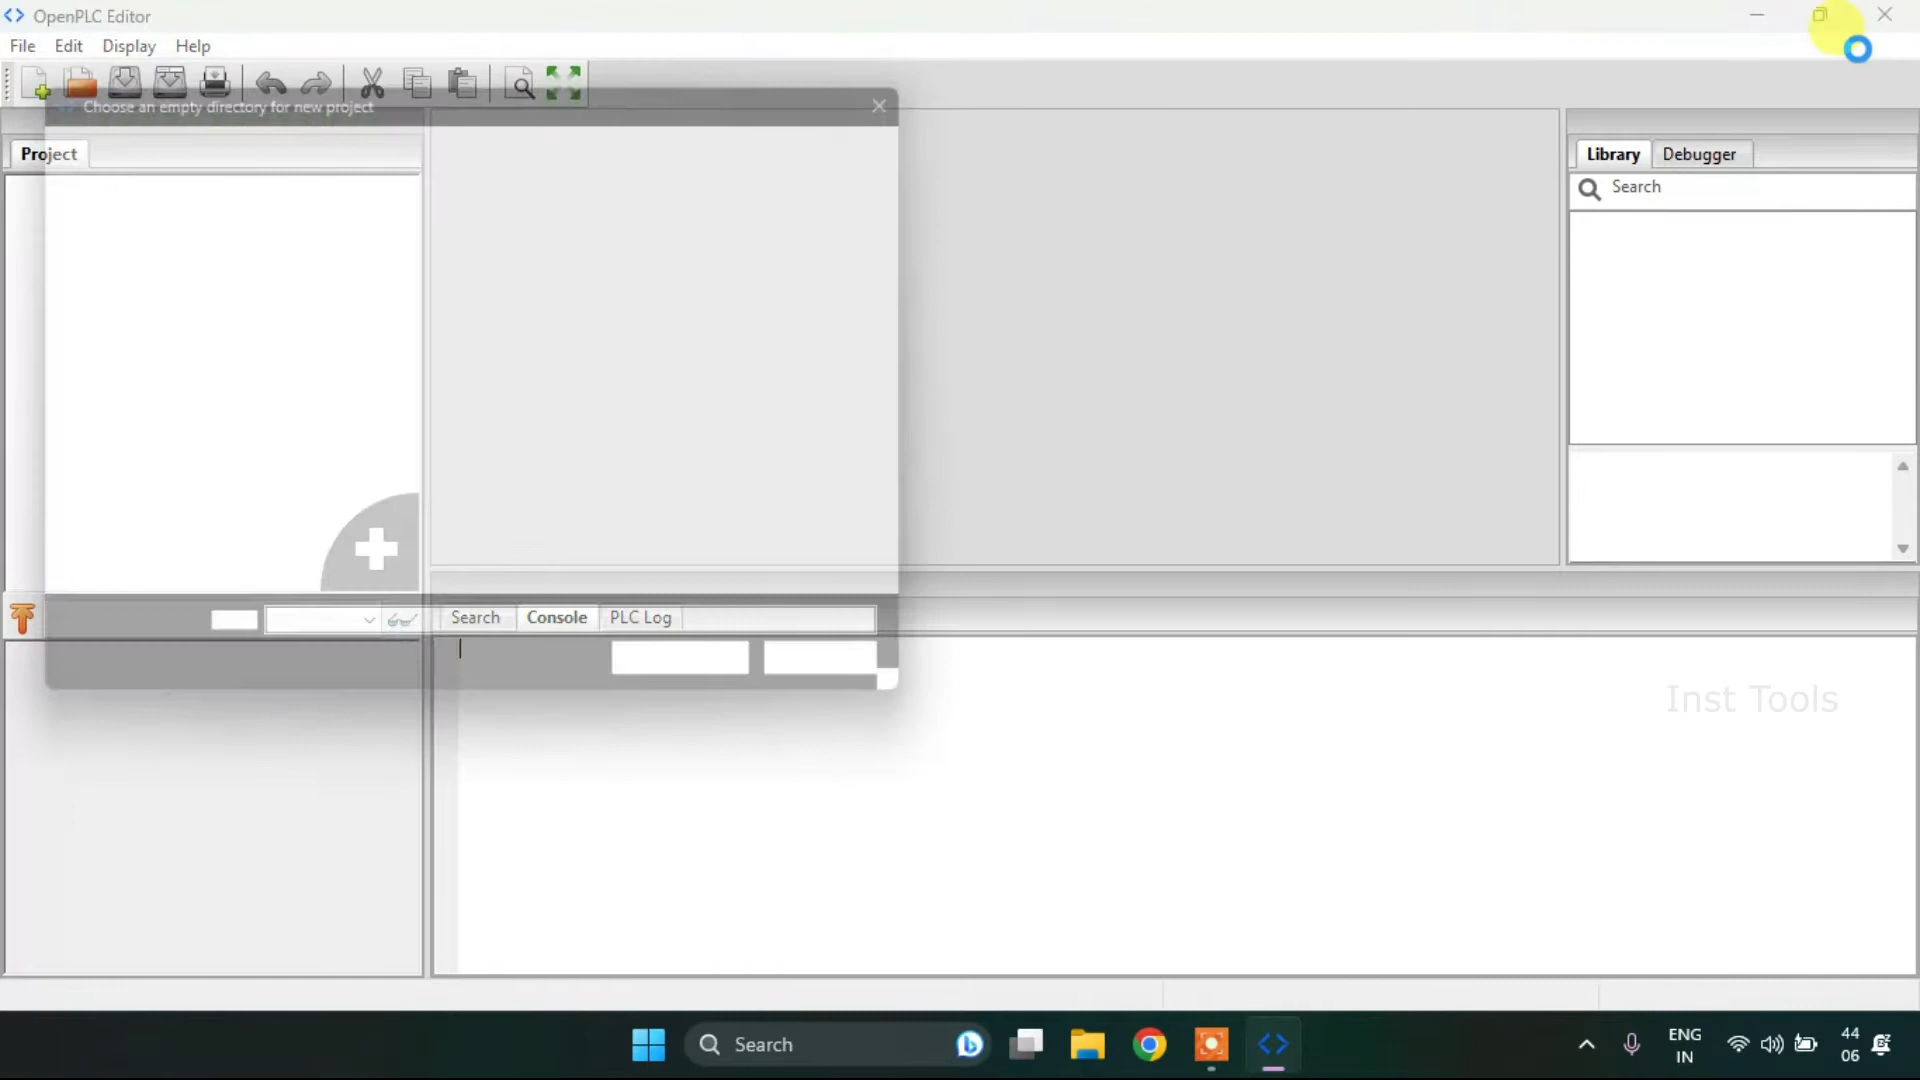 OpenPLC Editor
File Edit Display Help
Choose an empty directory for new project
Project
Library Debugger
Search
Search Console PLC Log
Inst Tools
Search
ENG
IN
44
06